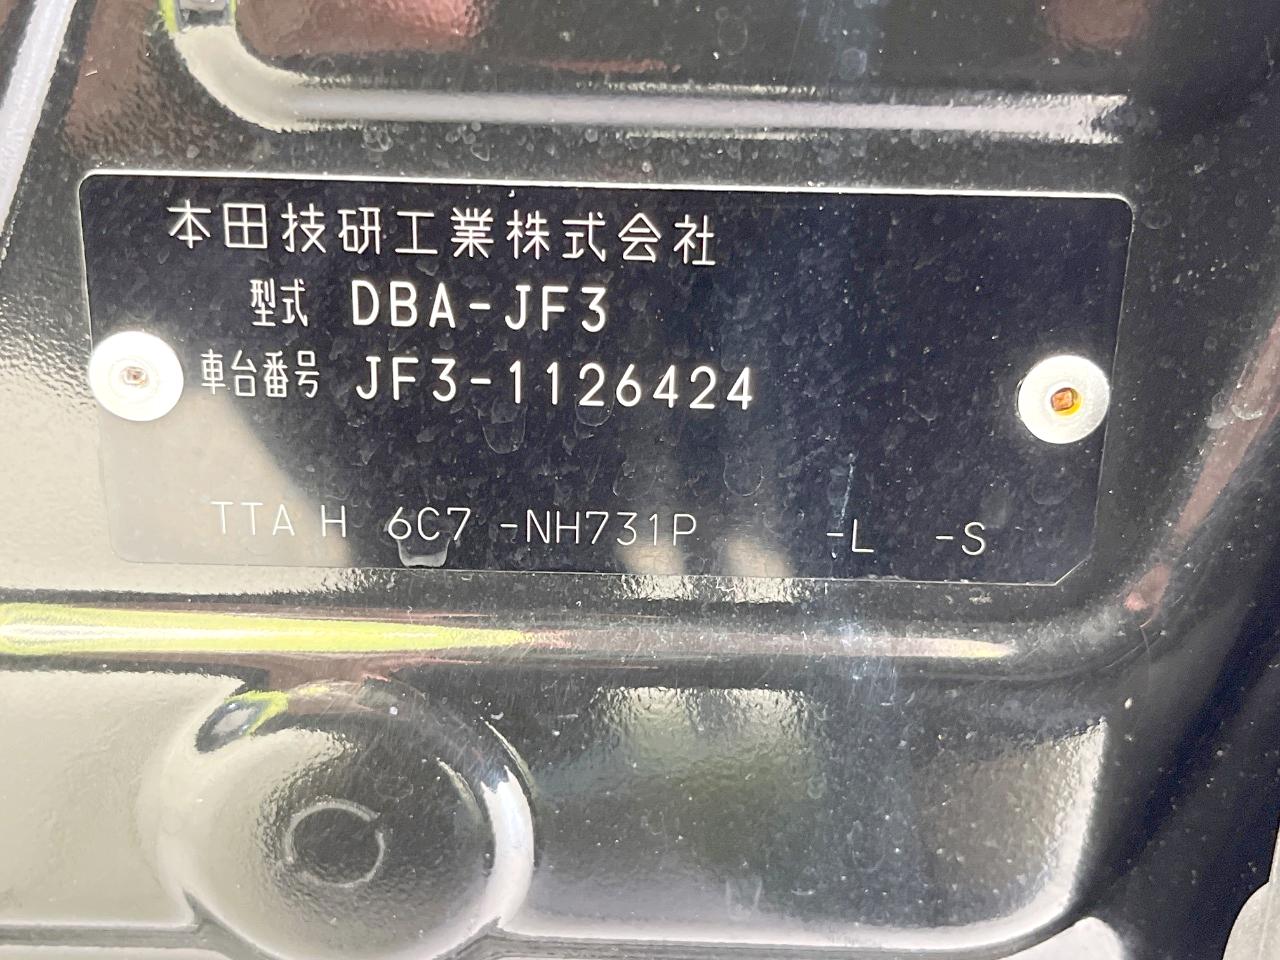 本田技研工業株式会社
型式 DBA-JF3
車台番号 JF3-1126424
TTA H 6C7 -NH731P -L -S